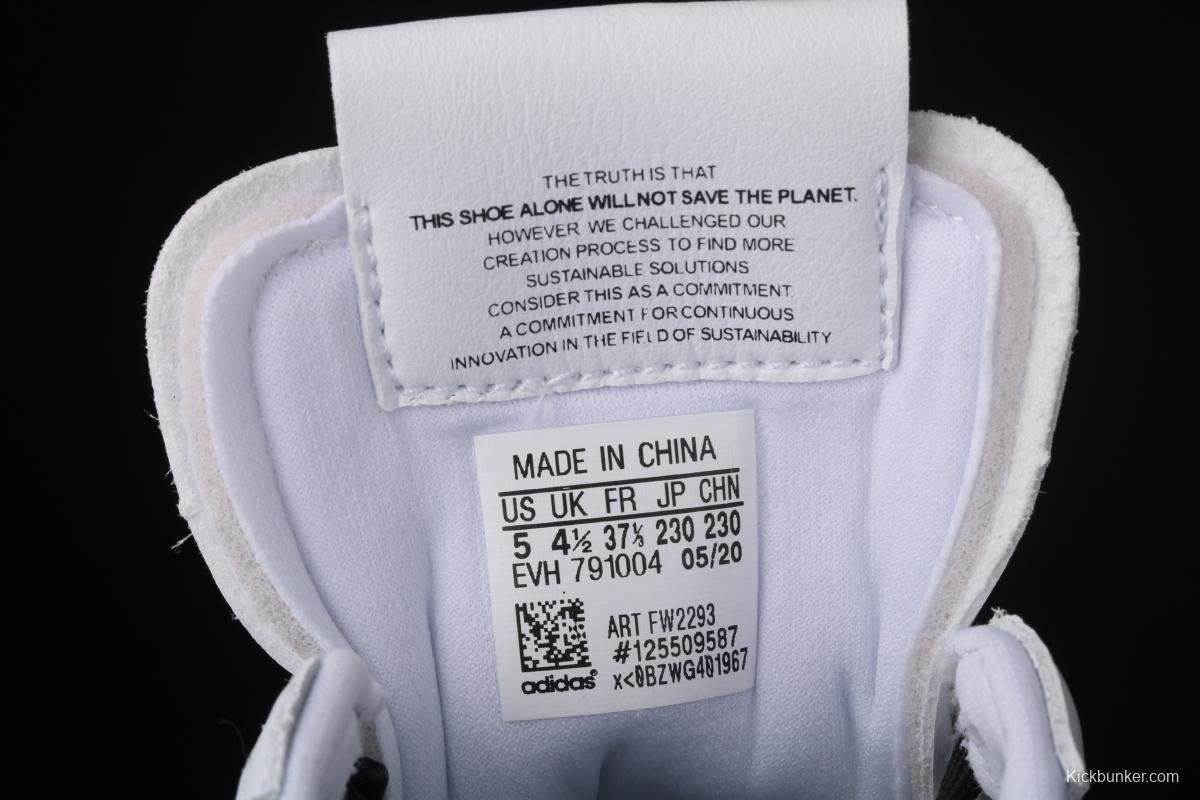 THE TRUTH IS THAT
THIS SHOE ALONE WILL NOT SAVE THE PLANET.
HOWEVER WE CHALLENGED OUR
CREATION PROCESS TO FIND MORE
SUSTAINABLE SOLUTIONS
CONSIDER THIS AS A COMMITMENT.
A COMMITMENT FOR CONTINUOUS
INNOVATION IN THE FIELD OF SUSTAINABILITY
MADE IN CHINA
US UK FR JP CHN
5 4½ 37⅓ 230 230
EVH 791004 05/20
ART FW2293
#125509587
x<0BZWG401967
adidas®
Kickbunker.com